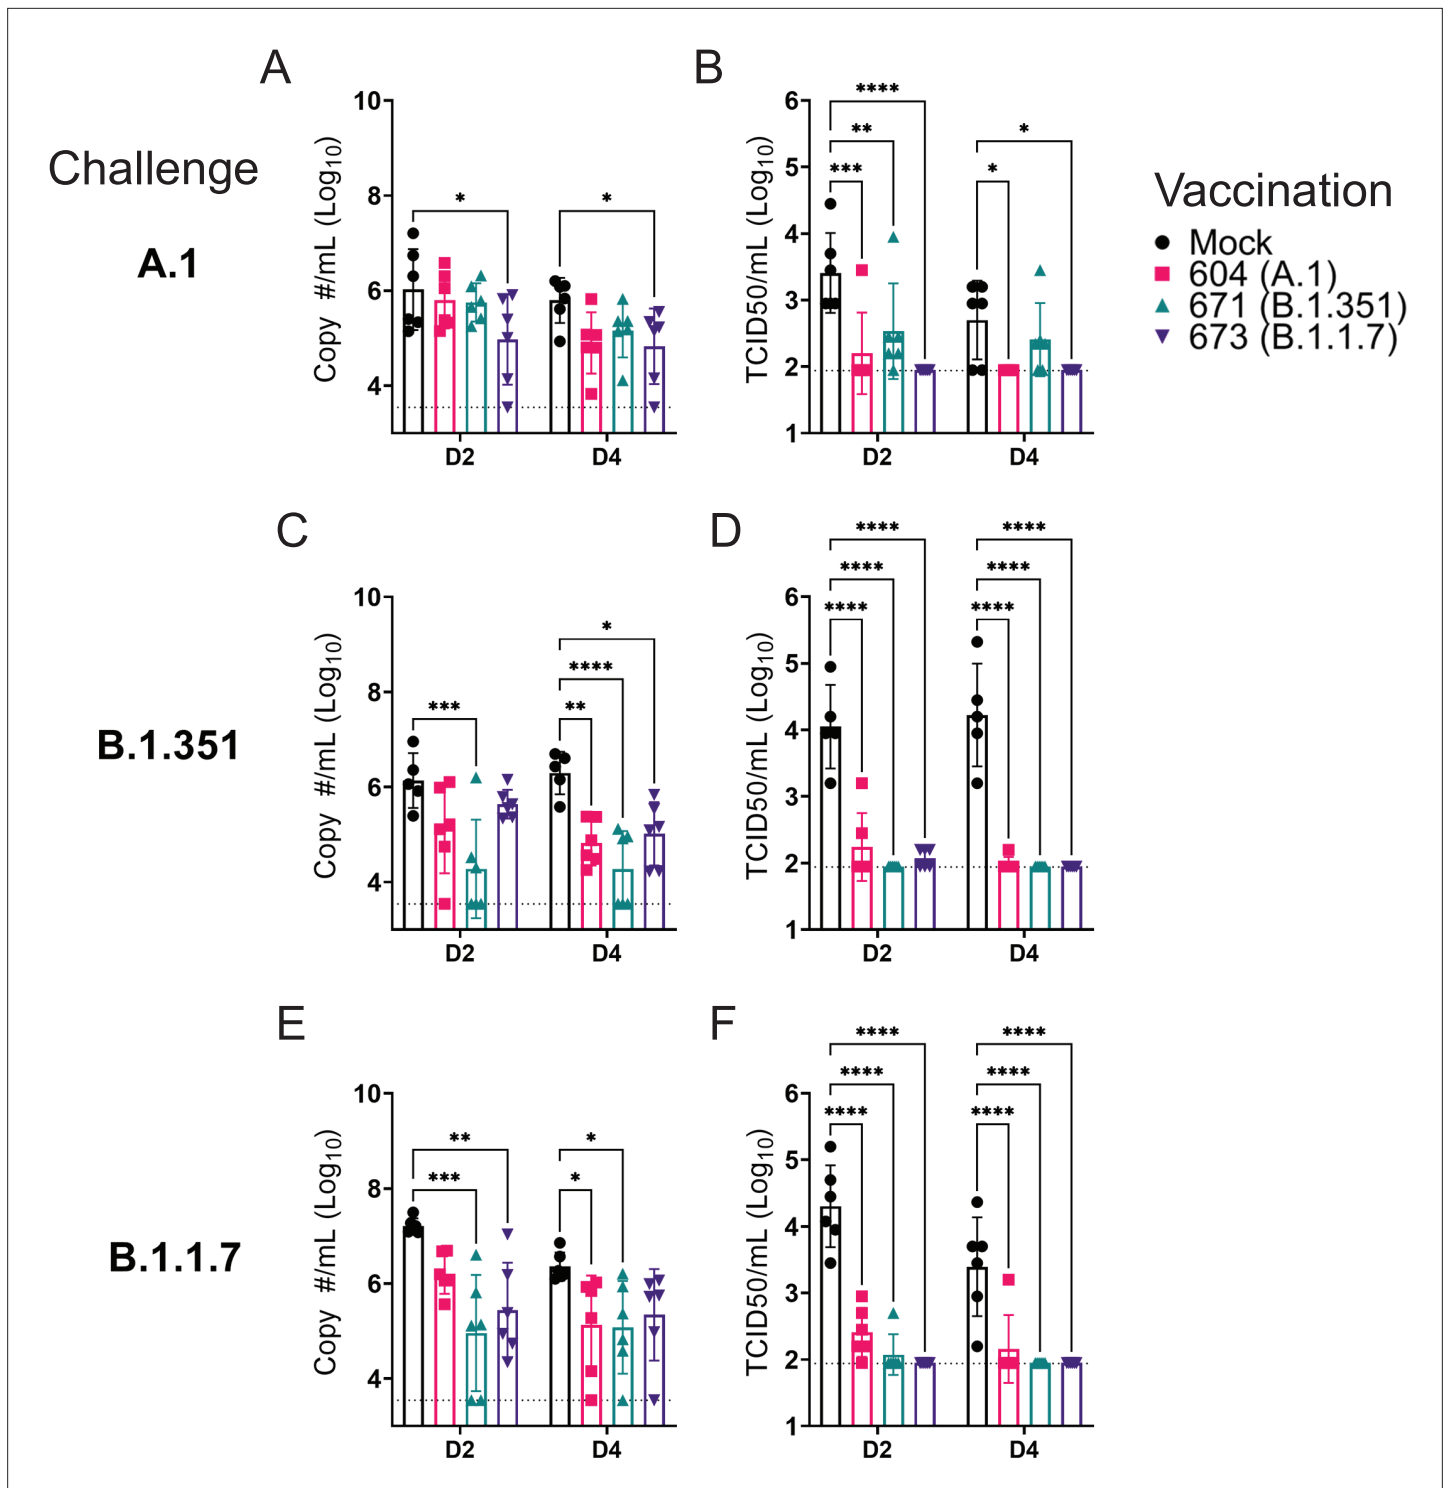 A
B
Challenge
A.1
Copy #/mL (Log10)
10
8
6
4
*
*
D2
D4
TCID50/mL (Log10)
6
5
4
3
2
1
****
**
***
*
*
D2
D4
Vaccination
Mock
604 (A.1)
671 (B.1.351)
673 (B.1.1.7)
C
D
B.1.351
Copy #/mL (Log10)
10
8
6
4
***
*
****
**
D2
D4
TCID50/mL (Log10)
6
5
4
3
2
1
****
****
****
****
****
****
D2
D4
E
F
B.1.1.7
Copy #/mL (Log10)
10
8
6
4
**
***
*
*
D2
D4
TCID50/mL (Log10)
6
5
4
3
2
1
****
****
****
****
****
****
D2
D4